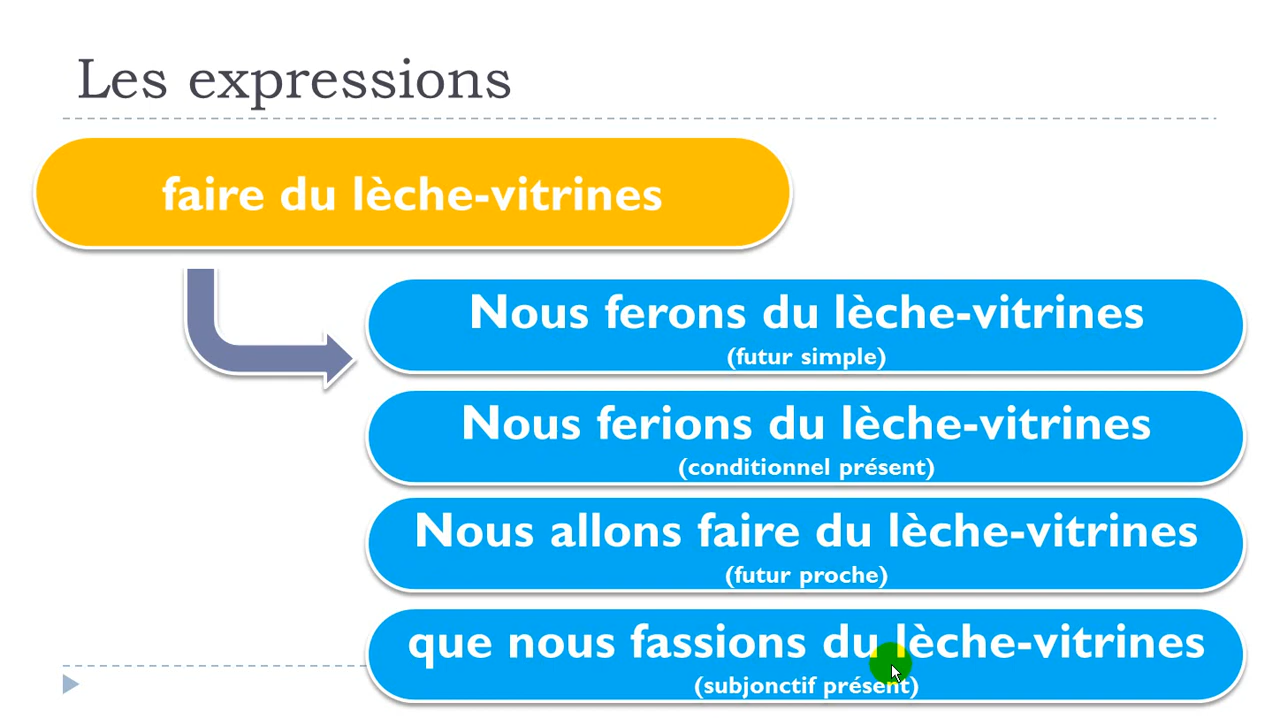 Les expressions
faire du lèche-vitrines
Nous ferons du lèche-vitrines
(futur simple)
Nous ferions du lèche-vitrines
(conditionnel présent)
Nous allons faire du lèche-vitrines
(futur proche)
que nous fassions du lèche-vitrines
(subjonctif présent)